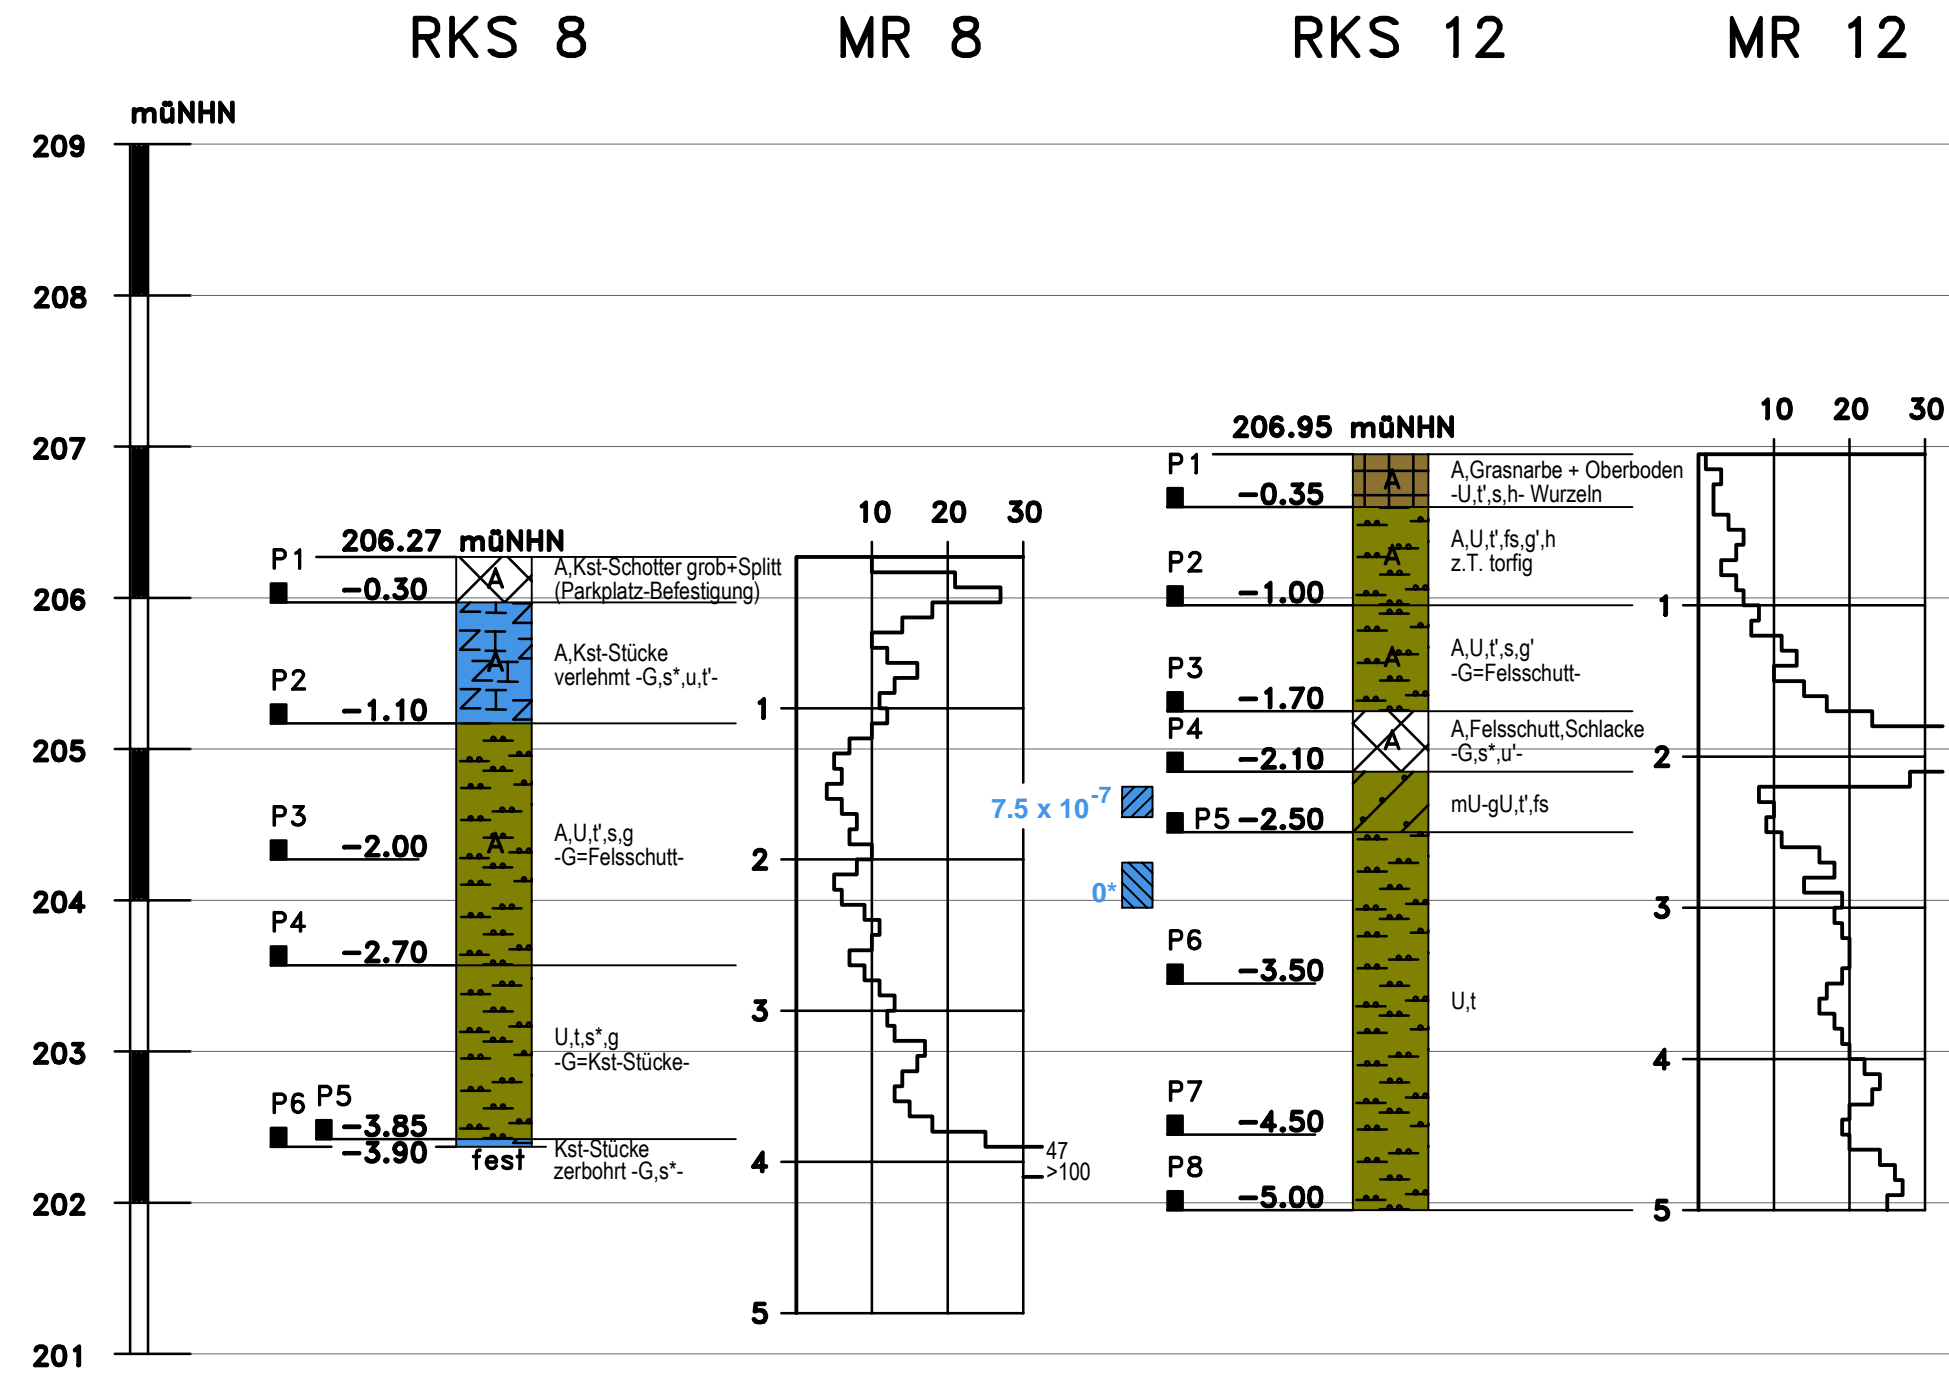 RKS 8
MR 8
RKS 12
MR 12
müNHN
209
208
207
206
205
204
203
202
201
206.27 müNHN
P1
-0.30
P2
-1.10
P3
-2.00
P4
-2.70
P6 P5
-3.85
-3.90
fest
A
A
A
A,Kst-Schotter grob+Splitt
(Parkplatz-Befestigung)
A,Kst-Stücke
verlehmt -G,s*,u,t'-
A,U,t',s,g
-G=Felsschutt-
U,t,s*,g
-G=Kst-Stücke-
Kst-Stücke
zerbohrt -G,s*-
10 20 30
1
2
3
4
5
47
>100
7.5 x 10-7
0*
206.95 müNHN
P1
-0.35
P2
-1.00
P3
-1.70
P4
-2.10
P5 -2.50
P6
-3.50
P7
-4.50
P8
-5.00
A
A
A
A
A,Grasnarbe + Oberboden
-U,t',s,h- Wurzeln
A,U,t',fs,g',h
z.T. torfig
A,U,t',s,g'
-G=Felsschutt-
A,Felsschutt,Schlacke
-G,s*,u'-
mU-gU,t',fs
U,t
10 20 30
1
2
3
4
5